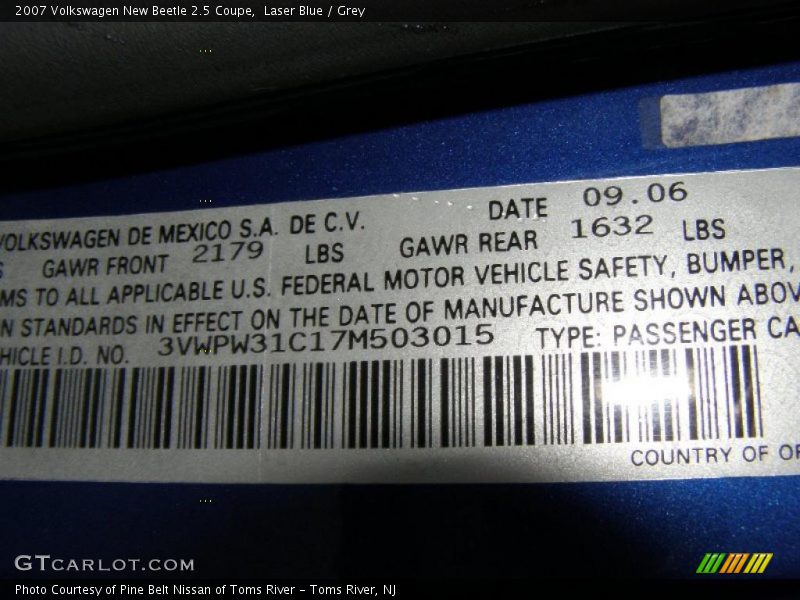 2007 Volkswagen New Beetle 2.5 Coupe,  Laser Blue / Grey
VOLKSWAGEN DE MEXICO S.A. DE C.V. DATE 09.06
GAWR FRONT 2179 LBS GAWR REAR 1632 LBS
MS TO ALL APPLICABLE U.S. FEDERAL MOTOR VEHICLE SAFETY, BUMPER,
N STANDARDS IN EFFECT ON THE DATE OF MANUFACTURE SHOWN ABOV
HICLE I.D. NO. 3VWPW31C17M503015 TYPE: PASSENGER CA
COUNTRY OF OR
GTCARLOT.COM
Photo Courtesy of Pine Belt Nissan of Toms River – Toms River, NJ